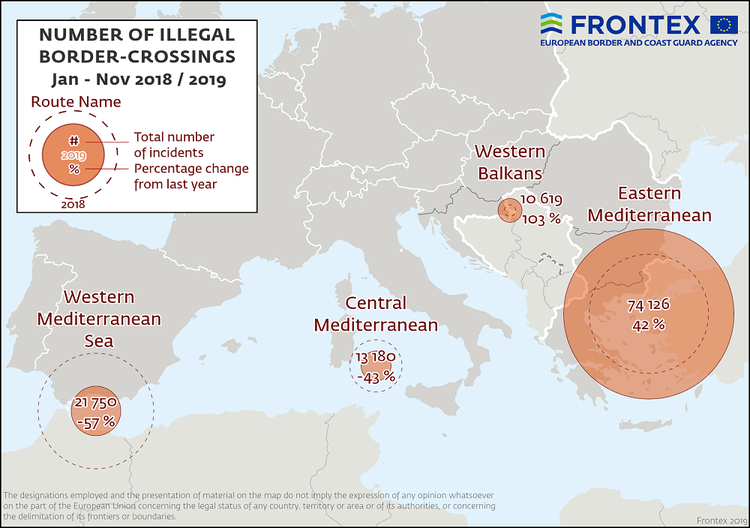 NUMBER OF ILLEGAL
BORDER-CROSSINGS
Jan - Nov 2018 / 2019
Route Name
#
2019
%
2018
Total number
of incidents
Percentage change
from last year
FRONTEX
EUROPEAN BORDER AND COAST GUARD AGENCY
Western
Balkans
10 619
103 %
Eastern
Mediterranean
74 126
42 %
Western
Mediterranean
Sea
21 750
-57 %
Central
Mediterranean
13 180
-43 %
The designations employed and the presentation of material on the map do not imply the expression of any opinion whatsoever
on the part of the European Union concerning the legal status of any country, territory or area or of its authorities, or concerning
the delimitation of its frontiers or boundaries.
Frontex 2019